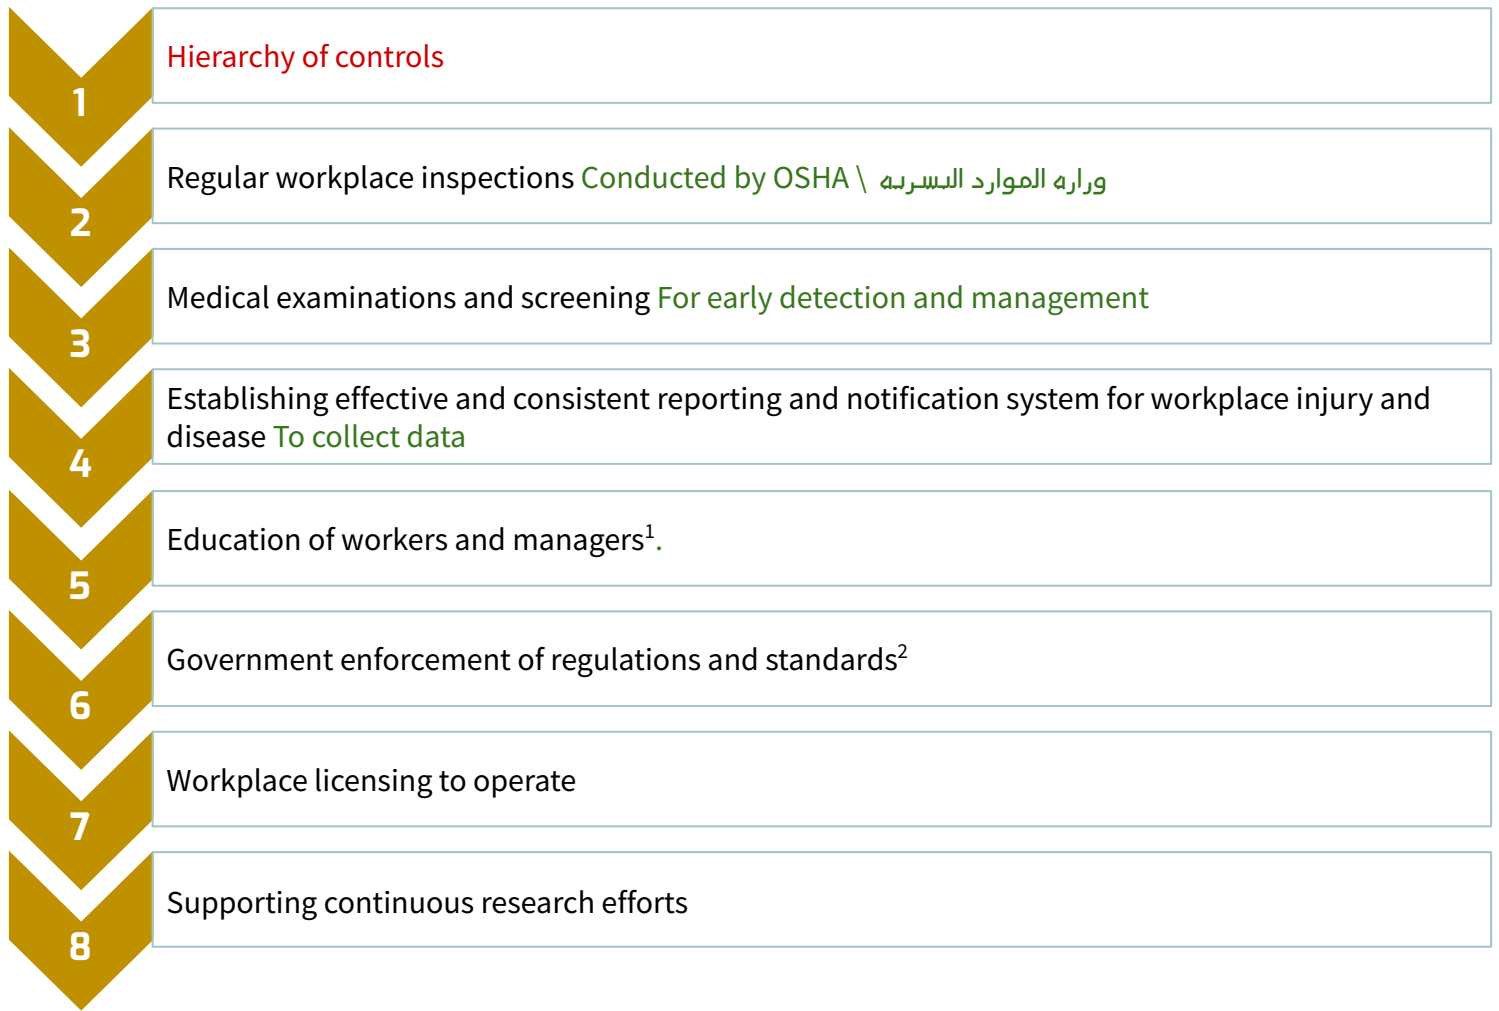 1
Hierarchy of controls
2
Regular workplace inspections Conducted by OSHA \ وزارة الموارد البشرية
3
Medical examinations and screening For early detection and management
4
Establishing effective and consistent reporting and notification system for workplace injury and
disease To collect data
5
Education of workers and managers¹.
6
Government enforcement of regulations and standards²
7
Workplace licensing to operate
8
Supporting continuous research efforts